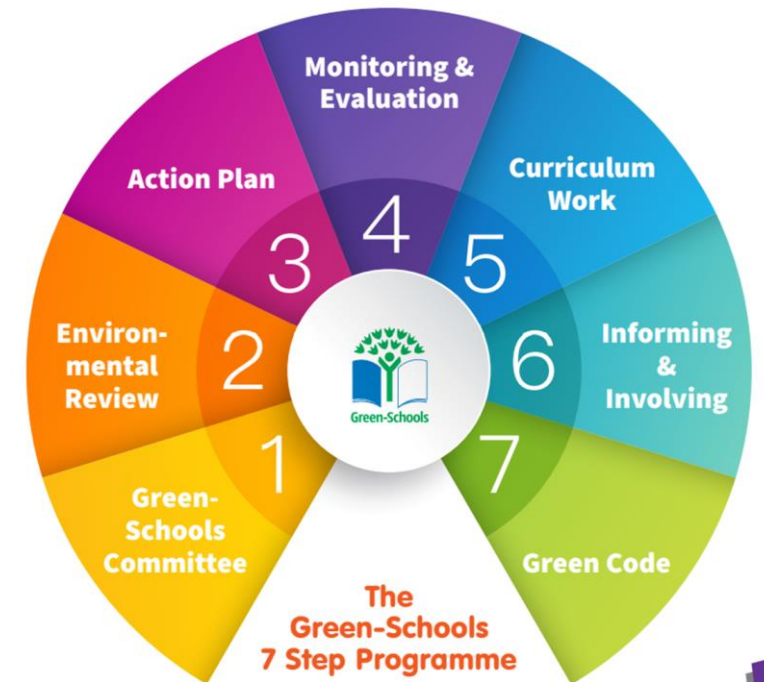 1
Green-
Schools
Committee
2
Environ-
mental
Review
3
Action Plan
4
Monitoring &
Evaluation
5
Curriculum
Work
6
Informing
&
Involving
7
Green Code
Green-Schools
The
Green-Schools
7 Step Programme